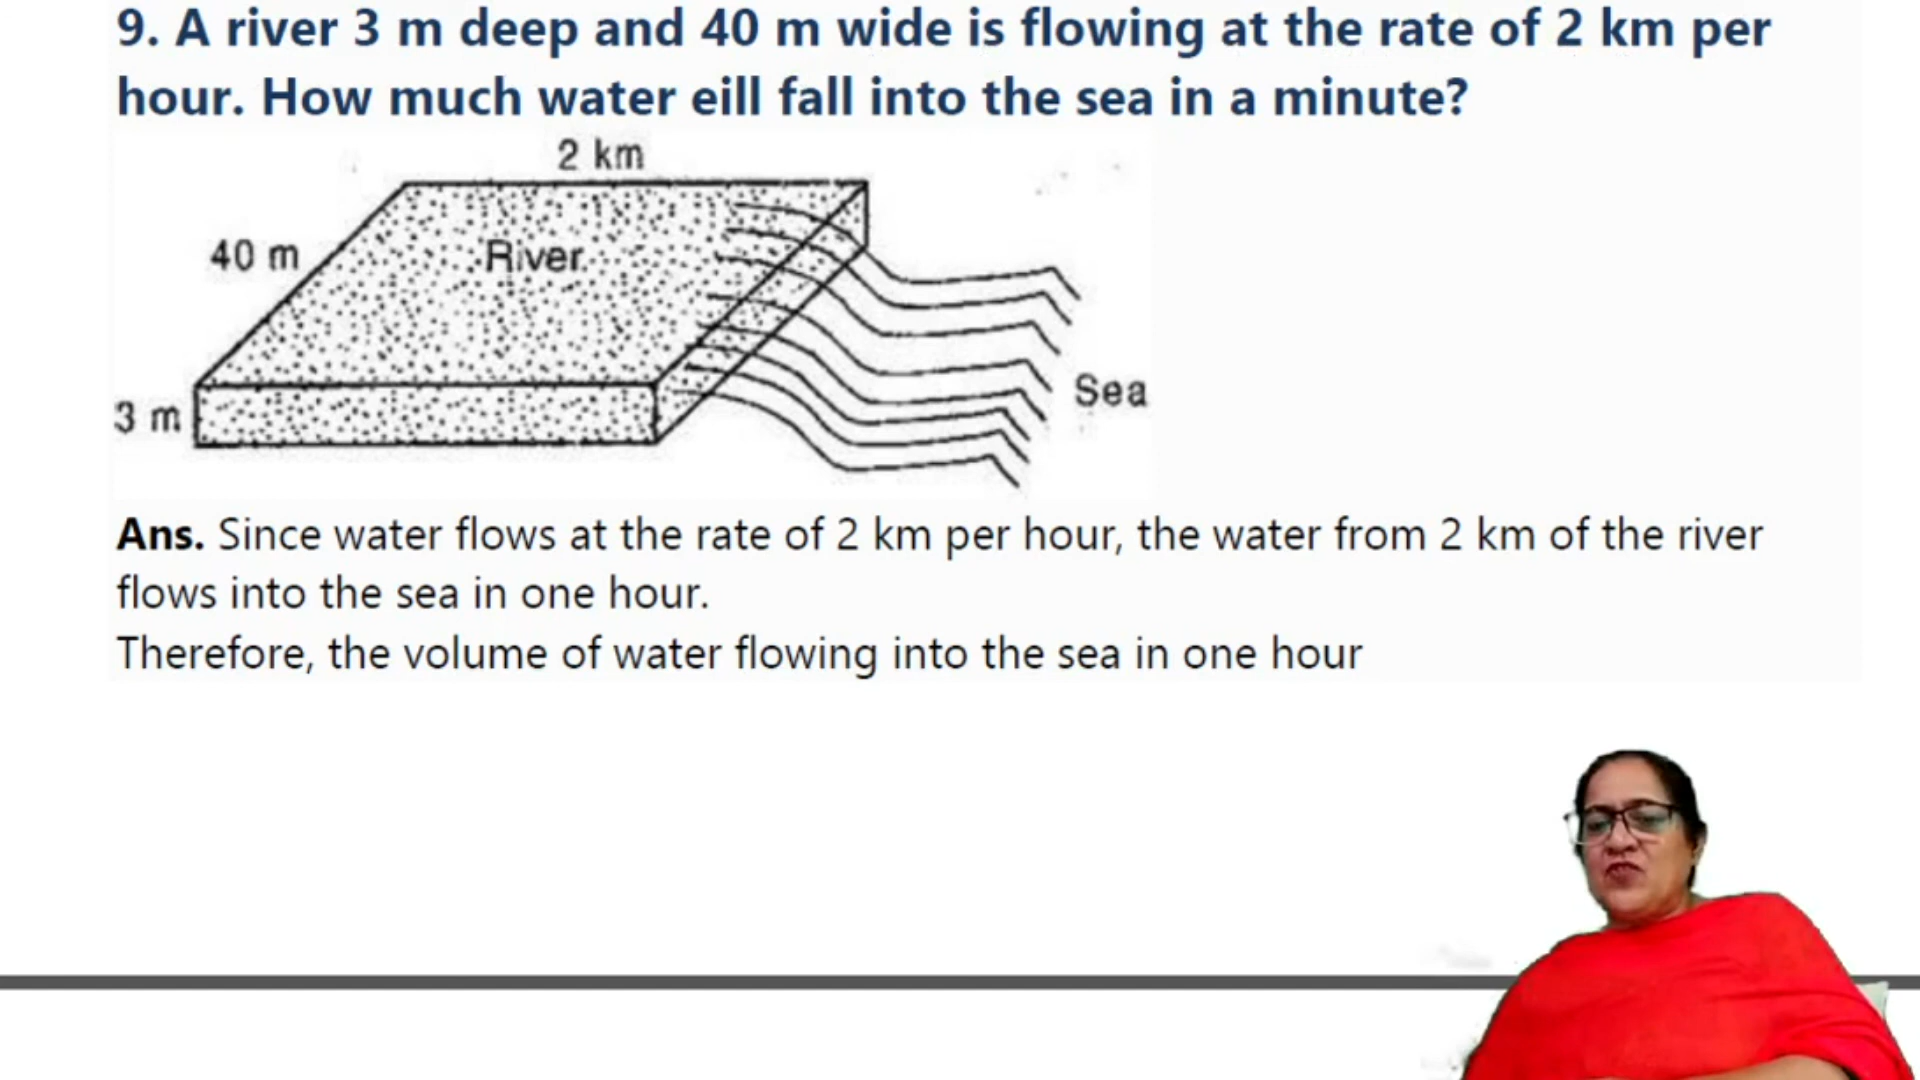 9. A river 3 m deep and 40 m wide is flowing at the rate of 2 km per
hour. How much water eill fall into the sea in a minute?
2 km
40 m
River
3 m
Sea
Ans. Since water flows at the rate of 2 km per hour, the water from 2 km of the river
flows into the sea in one hour.
Therefore, the volume of water flowing into the sea in one hour